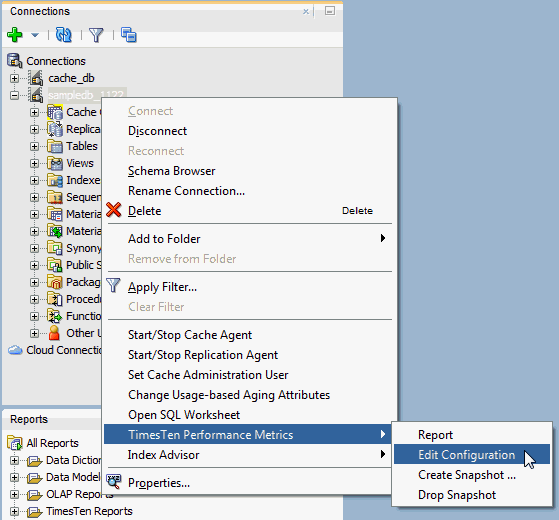 Connections
Connections
cache_db
sampledb_1122
Cache
Replica
Tables
Views
Indexes
Sequen
Materia
Materia
Synony
Public S
Packag
Procedu
Functio
Other U
Cloud Connectio
Connect
Disconnect
Reconnect
Schema Browser
Rename Connection...
Delete Delete
Add to Folder
Remove from Folder
Apply Filter...
Clear Filter
Start/Stop Cache Agent
Start/Stop Replication Agent
Set Cache Administration User
Change Usage-based Aging Attributes
Open SQL Worksheet
TimesTen Performance Metrics
Index Advisor
Properties...
Report
Edit Configuration
Create Snapshot ...
Drop Snapshot
Reports
All Reports
Data Diction
Data Model
OLAP Reports
TimesTen Reports